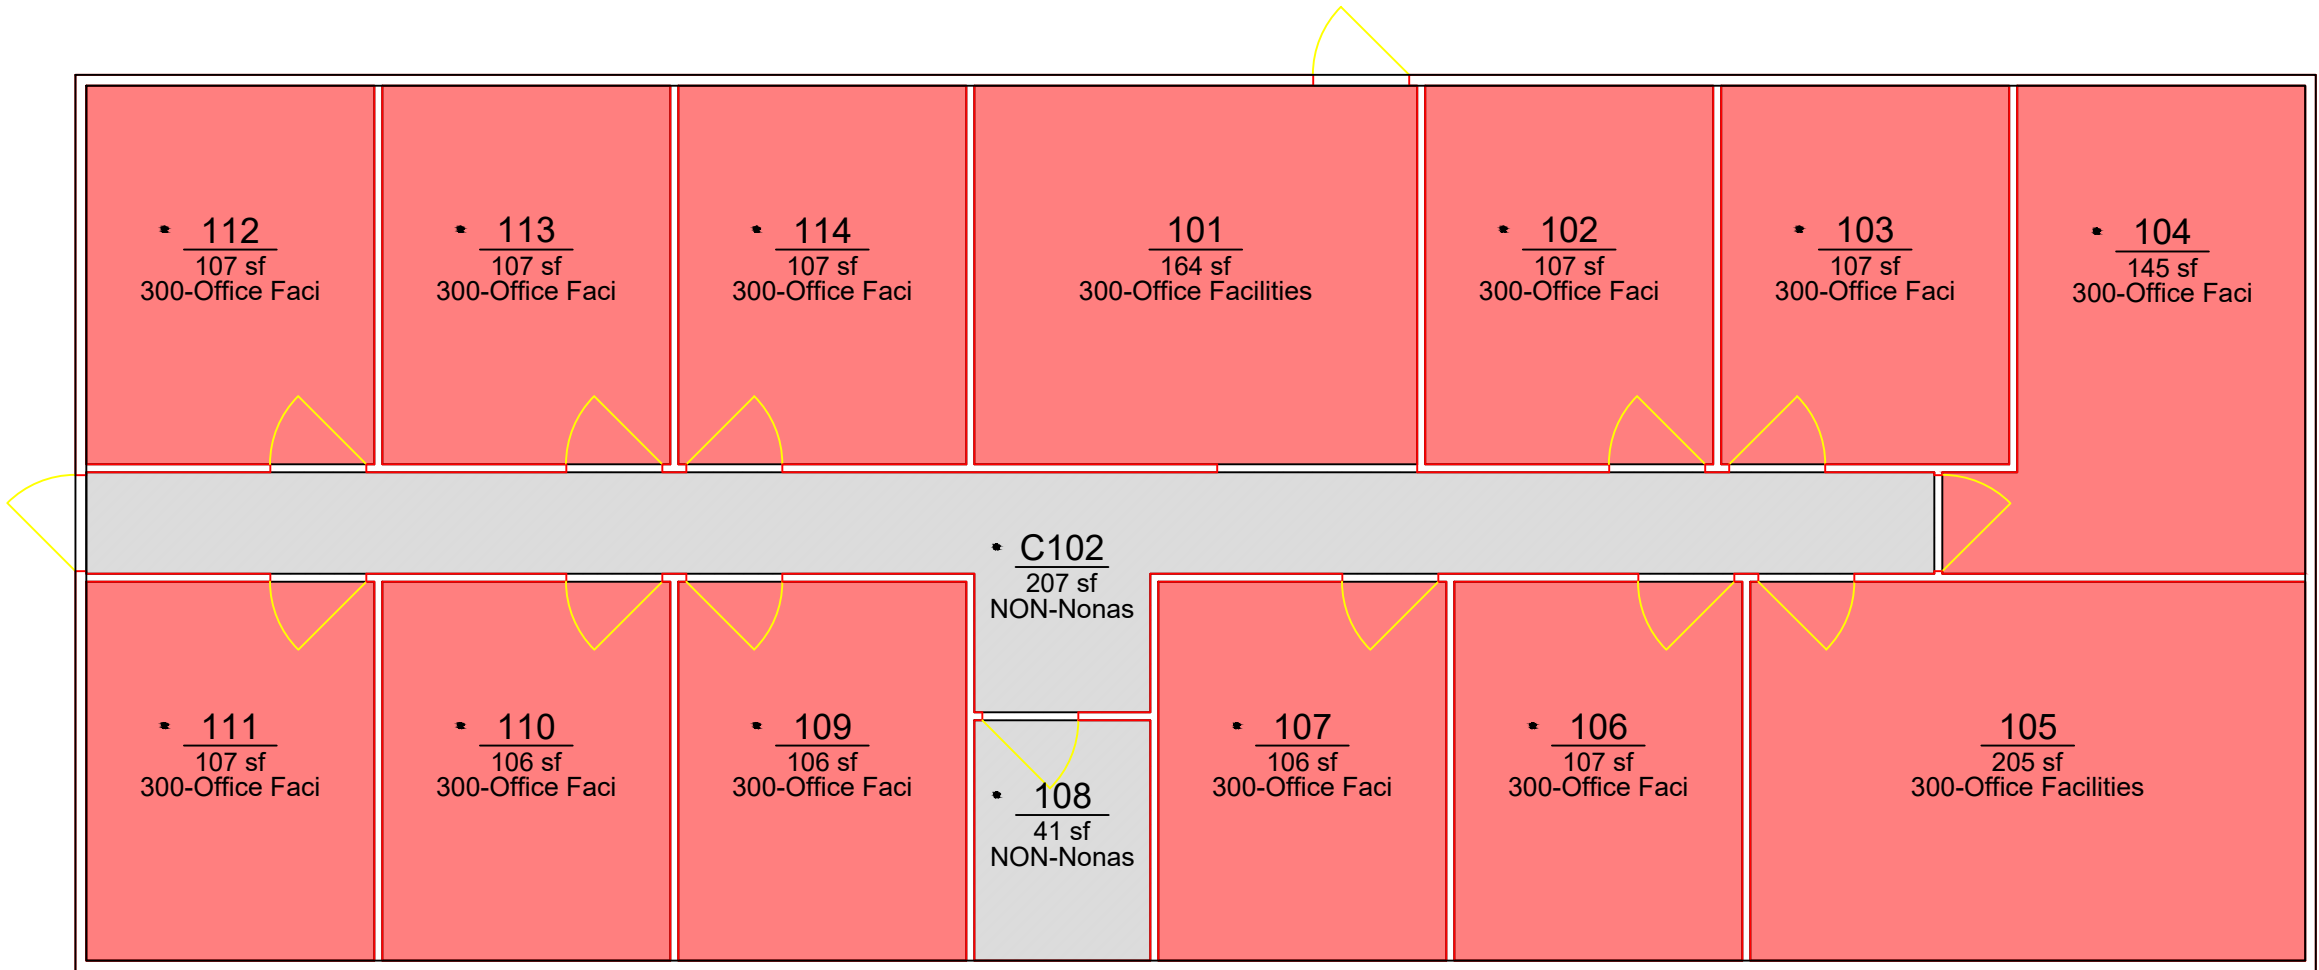 112
107 sf
300-Office Faci
113
107 sf
300-Office Faci
114
107 sf
300-Office Faci
101
164 sf
300-Office Facilities
102
107 sf
300-Office Faci
103
107 sf
300-Office Faci
104
145 sf
300-Office Faci
C102
207 sf
NON-Nonas
111
107 sf
300-Office Faci
110
106 sf
300-Office Faci
109
106 sf
300-Office Faci
108
41 sf
NON-Nonas
107
106 sf
300-Office Faci
106
107 sf
300-Office Faci
105
205 sf
300-Office Facilities